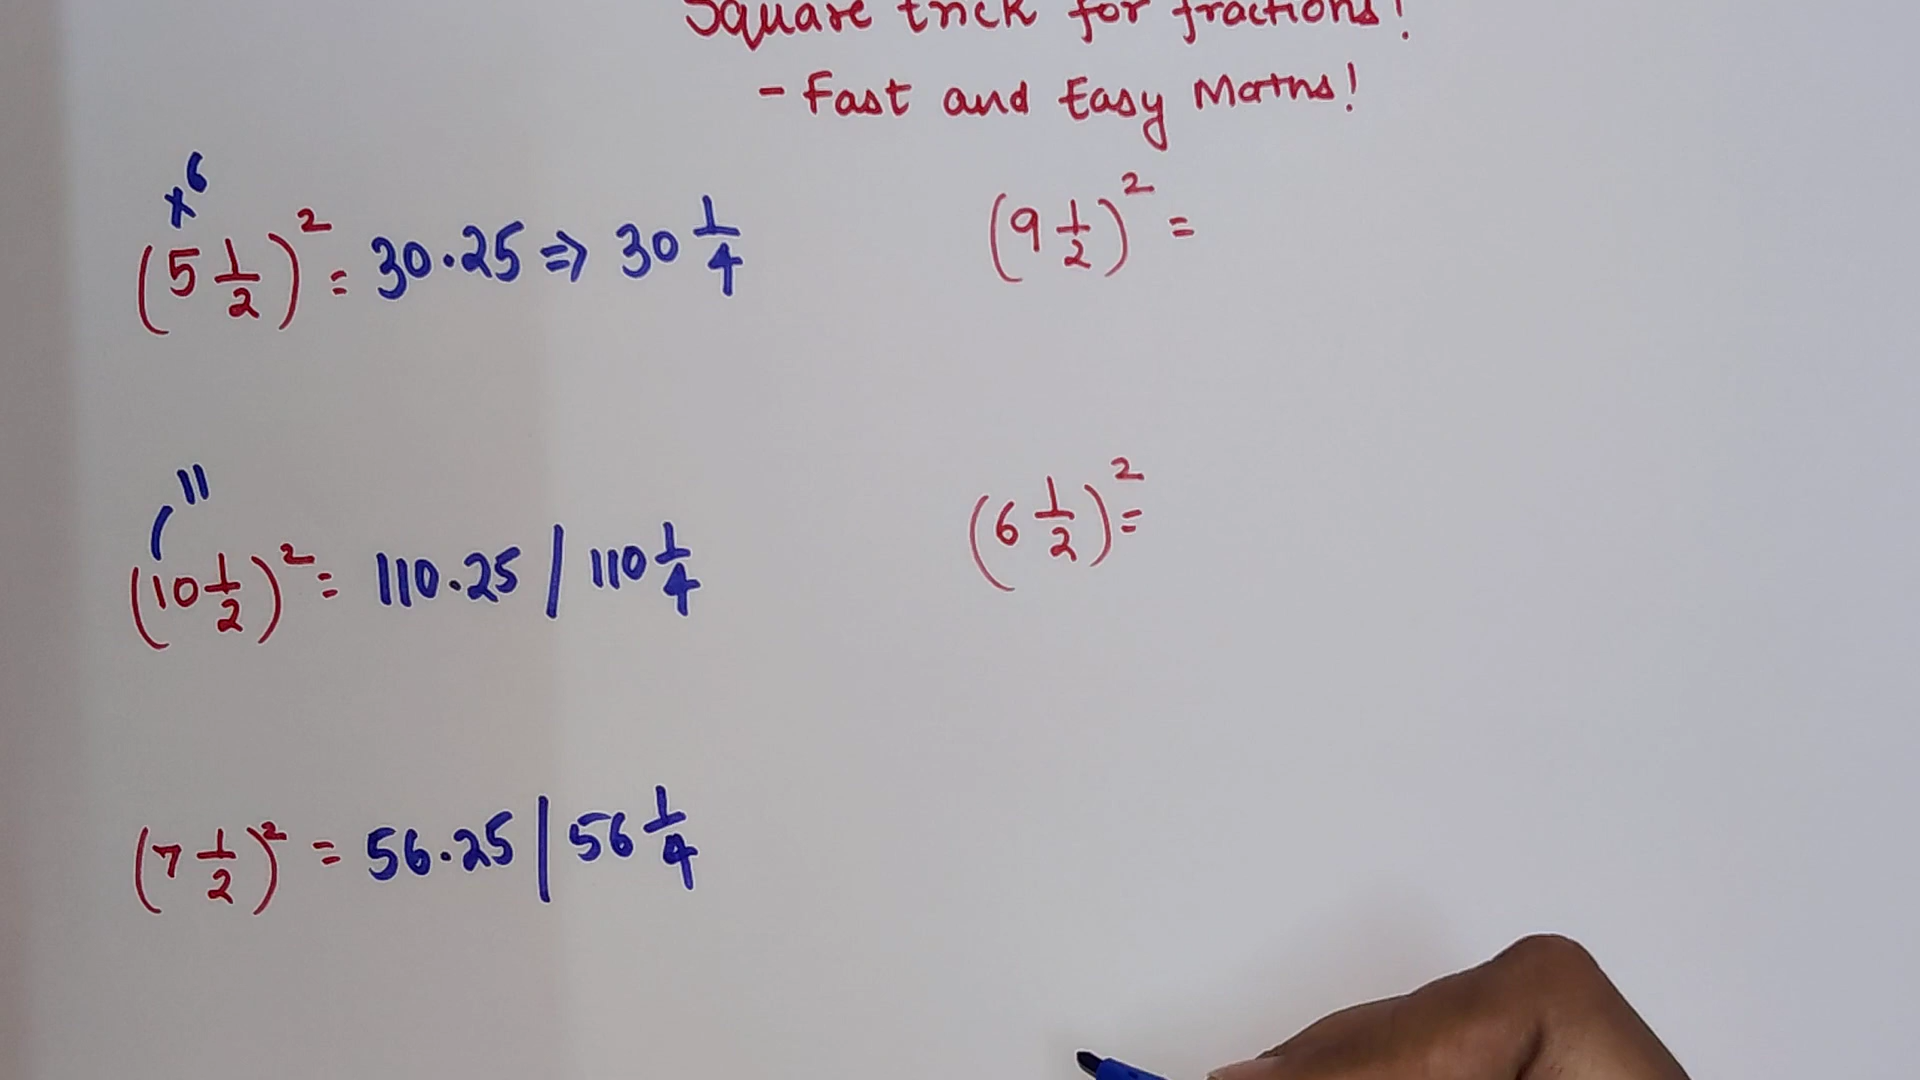 Square trick for fractions!
- Fast and Easy Maths!
×6
(5 1/2)² = 30.25 ⇒ 30 1/4
11
(10 1/2)² = 110.25 / 110 1/4
(7 1/2)² = 56.25 | 56 1/4
(9 1/2)² =
(6 1/2)² =